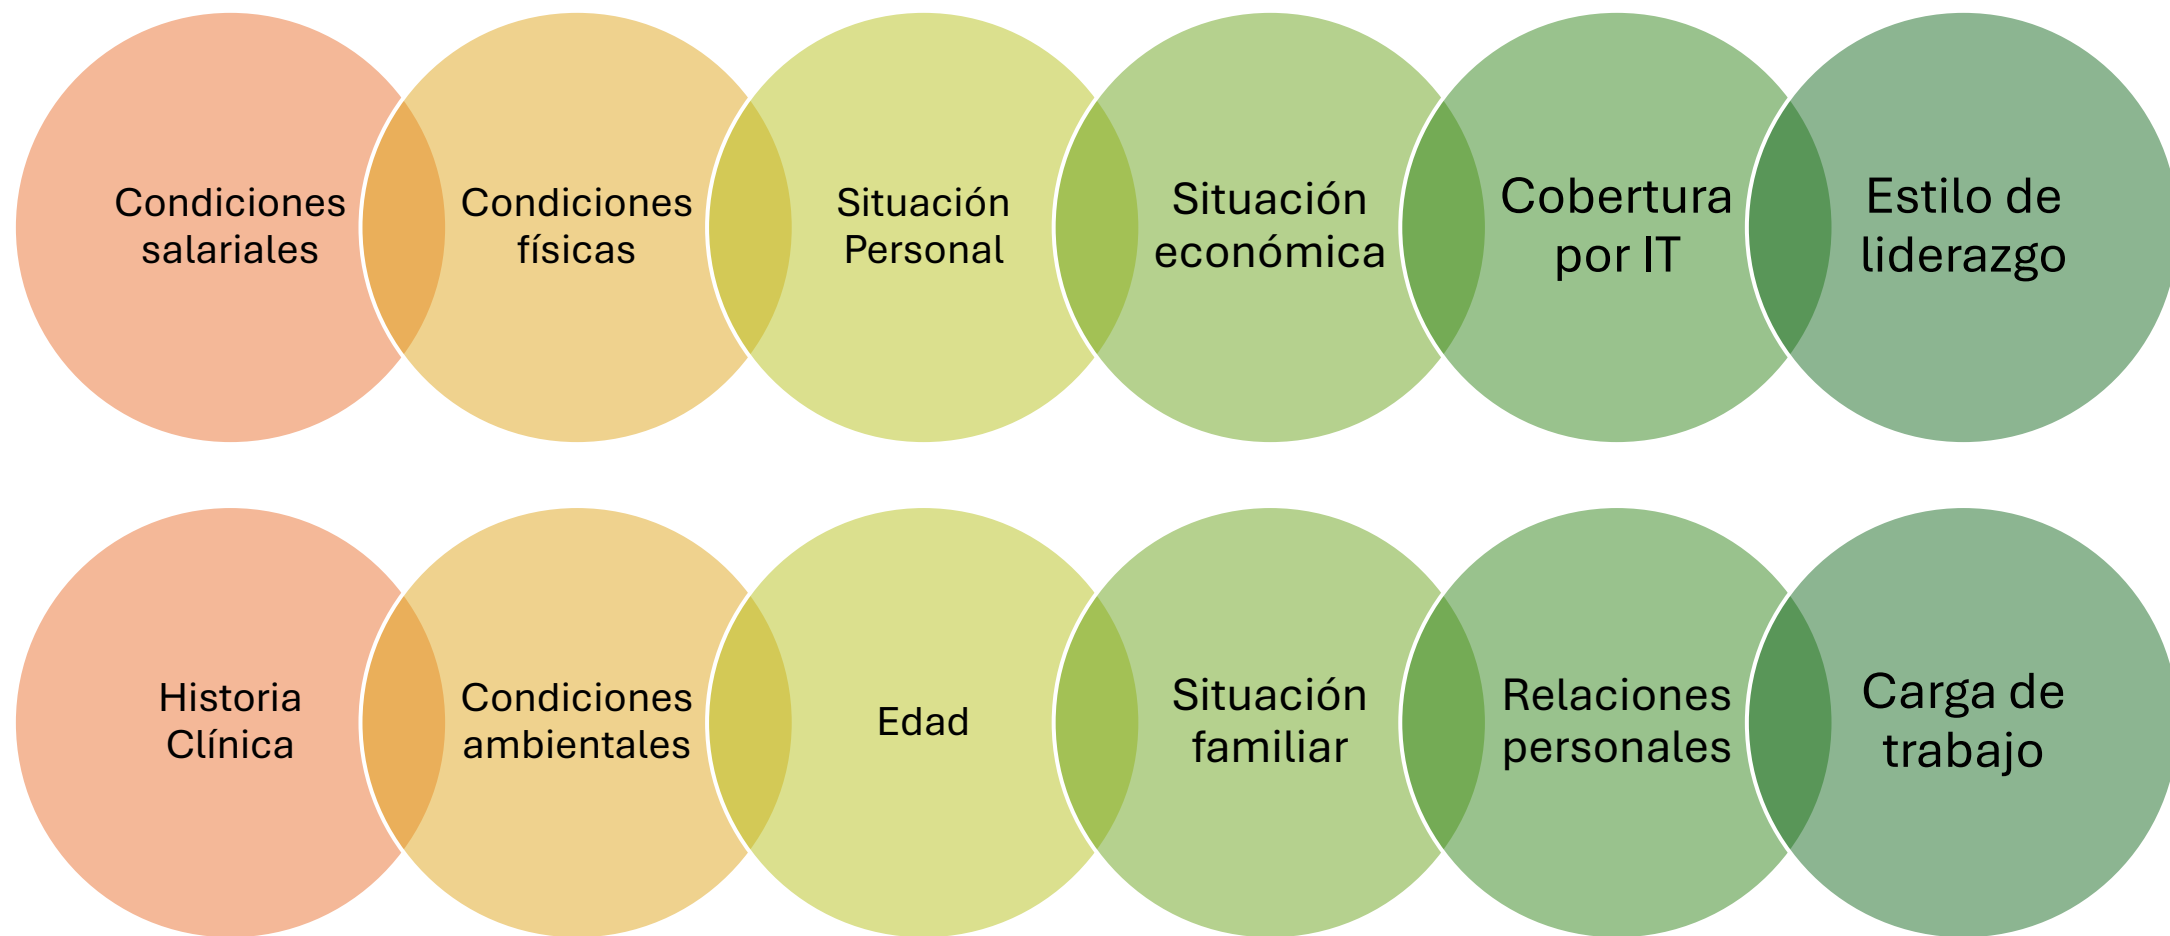 Condiciones
salariales
Condiciones
físicas
Situación
Personal
Situación
económica
Cobertura
por IT
Estilo de
liderazgo
Historia
Clínica
Condiciones
ambientales
Edad
Situación
familiar
Relaciones
personales
Carga de
trabajo